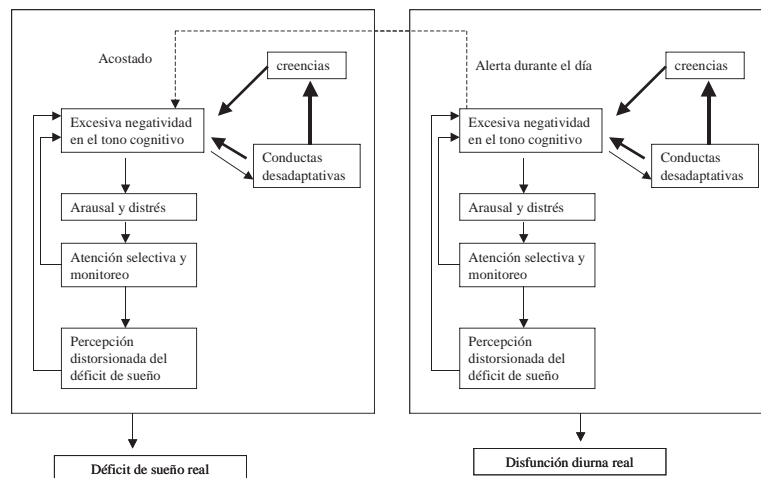 Acostado
creencias
Excesiva negatividad
en el tono cognitivo
Conductas
desadaptativas
Arausal y distrés
Atención selectiva y
monitoreo
Percepción
distorsionada del
déficit de sueño
Déficit de sueño real
Alerta durante el día
creencias
Excesiva negatividad
en el tono cognitivo
Conductas
desadaptativas
Arausal y distrés
Atención selectiva y
monitoreo
Percepción
distorsionada del
déficit de sueño
Disfunción diurna real